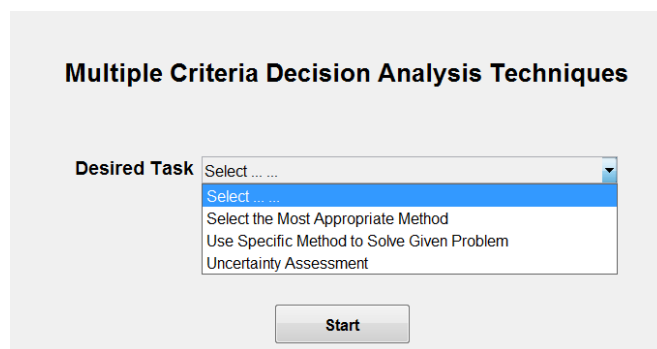 Multiple Criteria Decision Analysis Techniques
Desired Task Select ... ...
Select ... ...
Select the Most Appropriate Method
Use Specific Method to Solve Given Problem
Uncertainty Assessment
Start